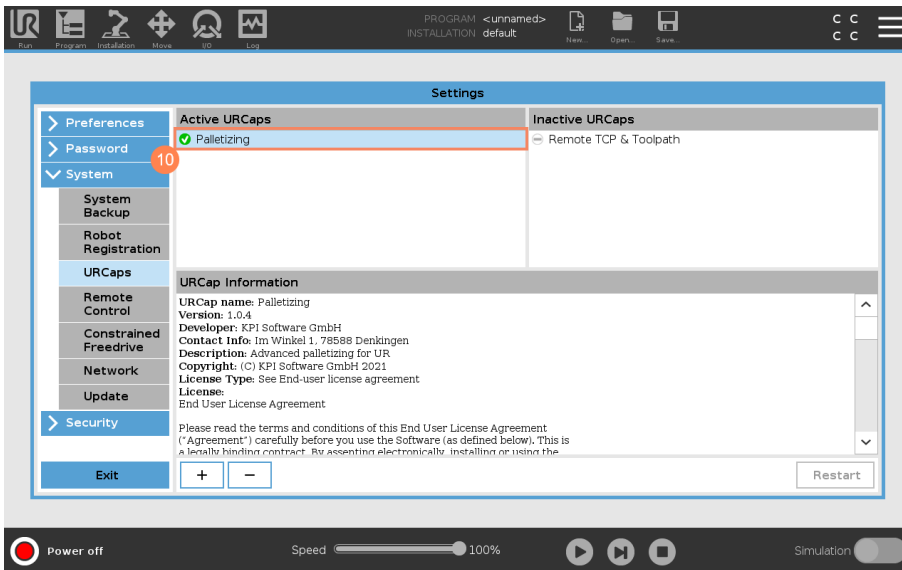 PROGRAM <unnamed>
INSTALLATION default
UR
Run
Program
Installation
Move
I/O
Log
New...
Open...
Save...
C C
C C
Settings
Preferences
Password
10
System
System
Backup
Robot
Registration
URCaps
Remote
Control
Constrained
Freedrive
Network
Update
Security
Exit
Active URCaps
Palletizing
Inactive URCaps
Remote TCP & Toolpath
URCap Information
URCap name: Palletizing
Version: 1.0.4
Developer: KPI Software GmbH
Contact Info: Im Winkel 1, 78588 Denkingen
Description: Advanced palletizing for UR
Copyright: (C) KPI Software GmbH 2021
License Type: See End-user license agreement
License:
End User License Agreement
Please read the terms and conditions of this End User License Agreement
("Agreement") carefully before you use the Software (as defined below). This is
a legally binding contract. By assenting electronically, installing or using the
+
−
Restart
Power off
Speed
100%
Simulation